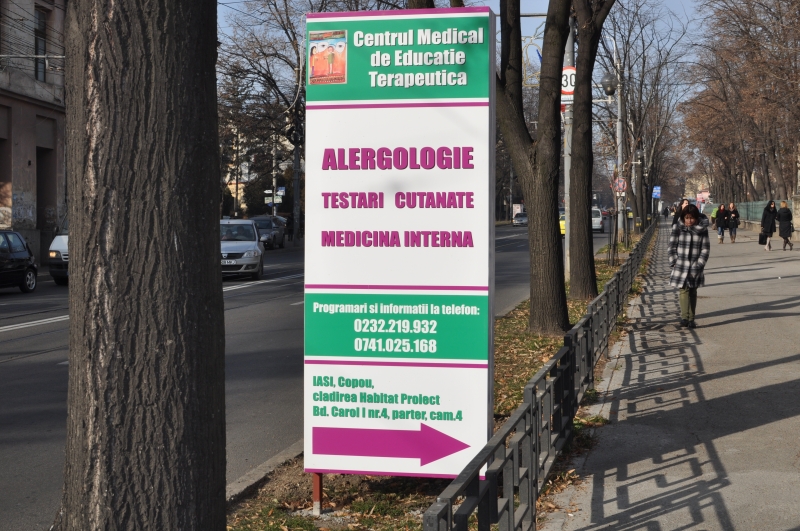 Centrul Medical
de Educatie
Terapeutica
30
ALERGOLOGIE
TESTARI CUTANATE
MEDICINA INTERNA
Programari si informatii la telefon:
0232.219.932
0741.025.168
IASI, Copou,
cladirea Habitat Proiect
Bd. Carol I nr.4, parter, cam.4